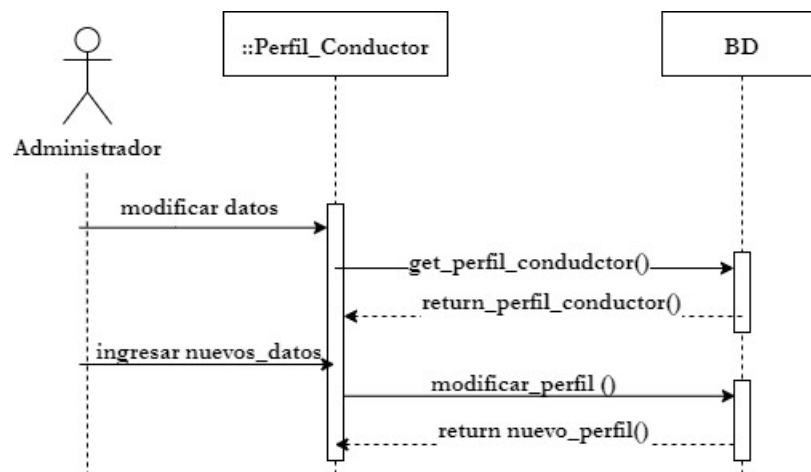 ::Perfil_Conductor
BD
Administrador
modificar datos
get_perfil_condudctor()
return_perfil_conductor()
ingresar nuevos_datos
modificar_perfil ()
return nuevo_perfil()